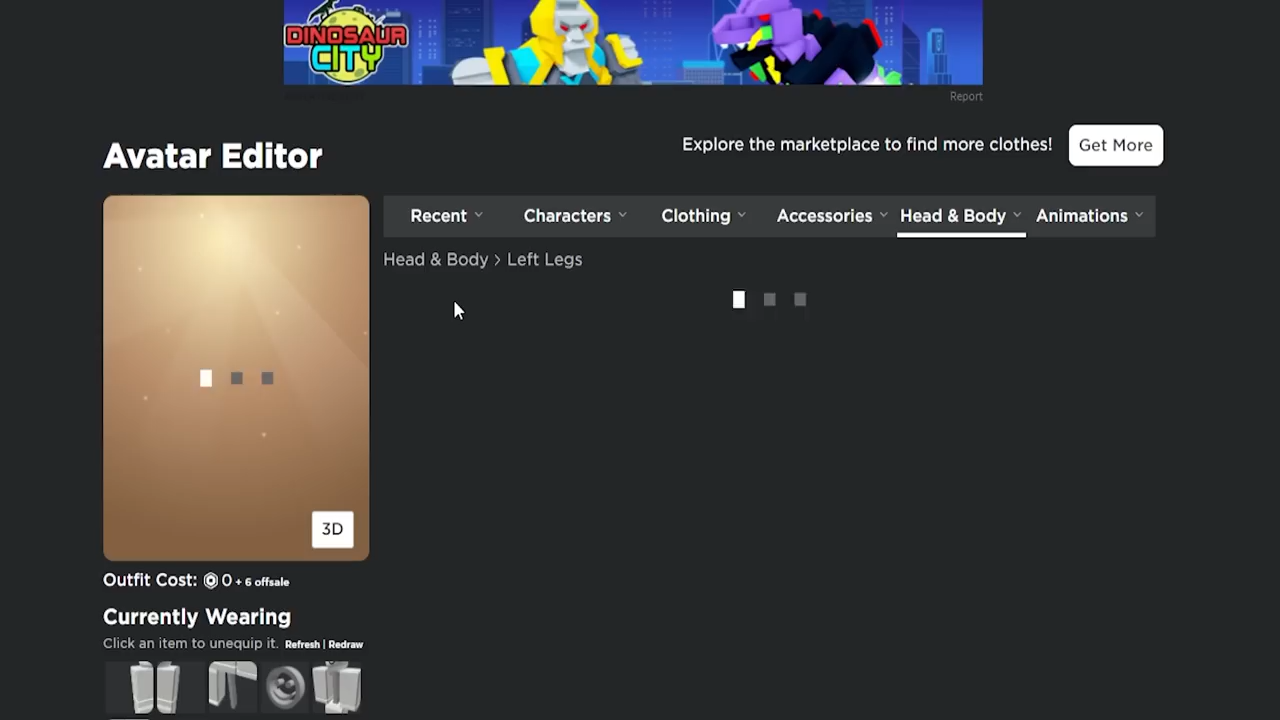 DINOSAUR
CITY
Report
Avatar Editor
Explore the marketplace to find more clothes!
Get More
Recent
Characters
Clothing
Accessories
Head & Body
Animations
Head & Body > Left Legs
3D
Outfit Cost: 0 + 6 offsale
Currently Wearing
Click an item to unequip it. Refresh | Redraw